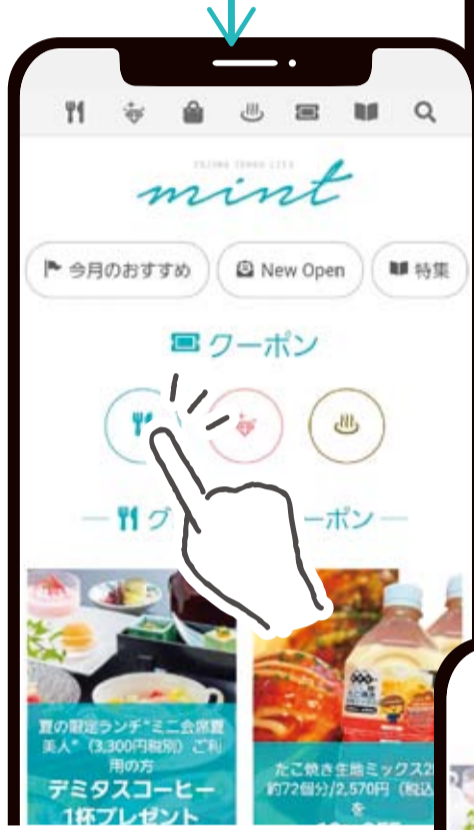 mint
今月のおすすめ
New Open
特集
クーポン
グ
ーポン
夏の限定ランチ"ミニ会席夏
美人"(3,300円税別)ご利
用の方
デミタスコーヒー
1杯プレゼント
たこ焼き生地ミックス
約72個分/2,570円(税込
を